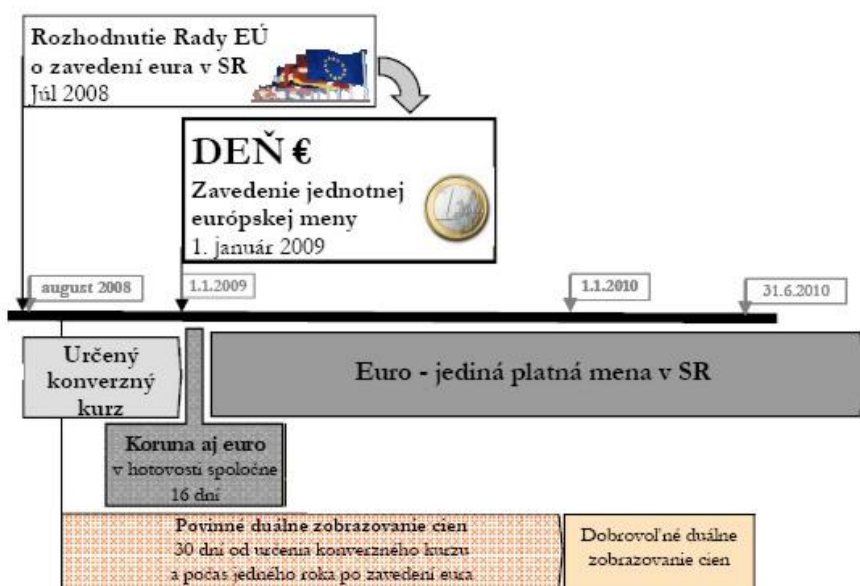 Rozhodnutie Rady EÚ
o zavedení eura v SR
Júl 2008
DEŇ €
Zavedenie jednotnej
európskej meny
1. január 2009
august 2008
1.1.2009
1.1.2010
31.6.2010
Určený
konverzný
kurz
Euro - jediná platná mena v SR
Koruna aj euro
v hotovosti spoločne
16 dní
Povinné duálne zobrazovanie cien
30 dní od určenia konverzného kurzu
a počas jedného roka po zavedení eura
Dobrovoľné duálne
zobrazovanie cien